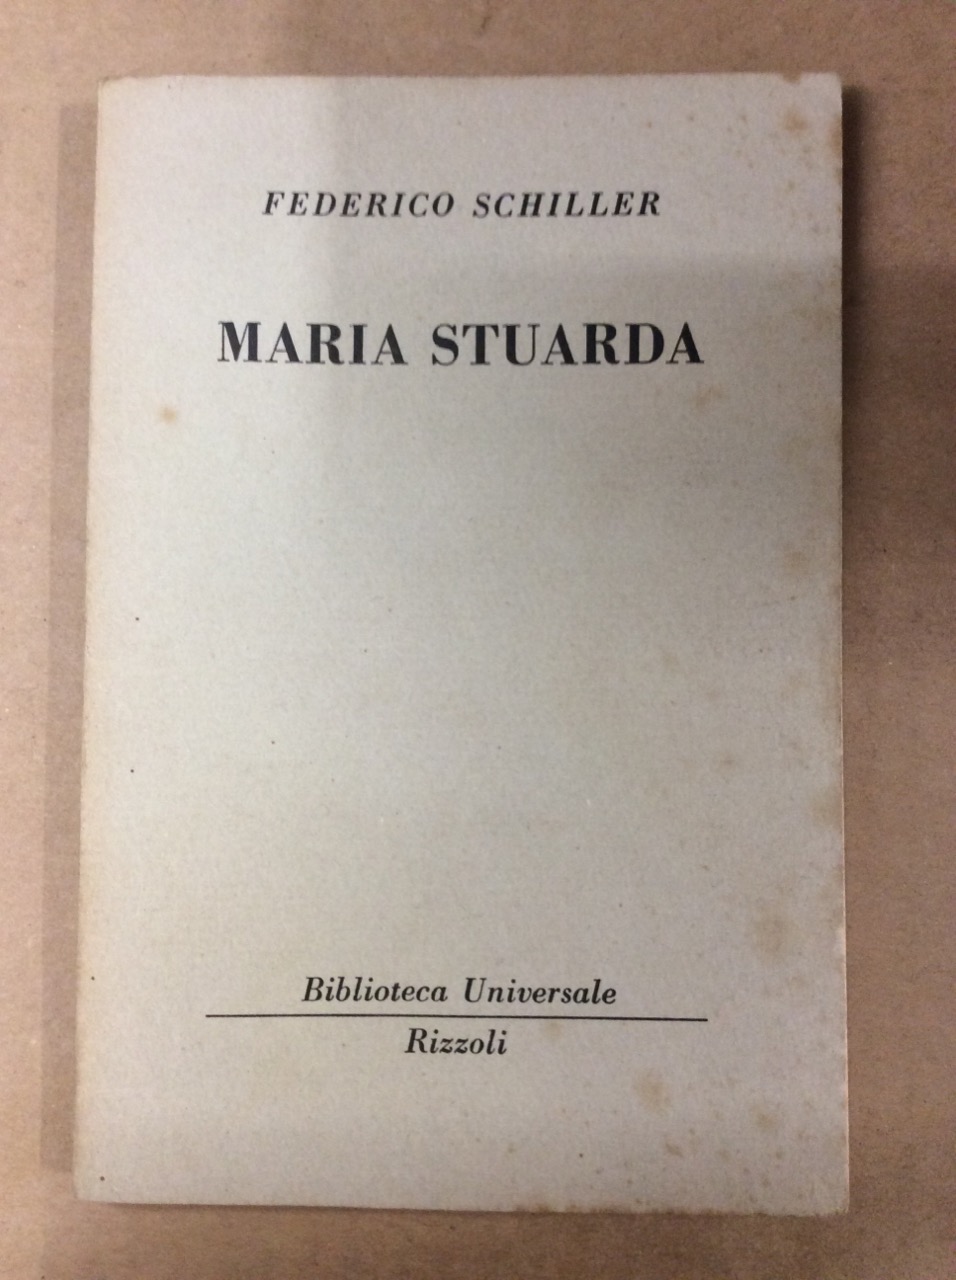 FEDERICO SCHILLER
MARIA STUARDA
Biblioteca Universale
Rizzoli